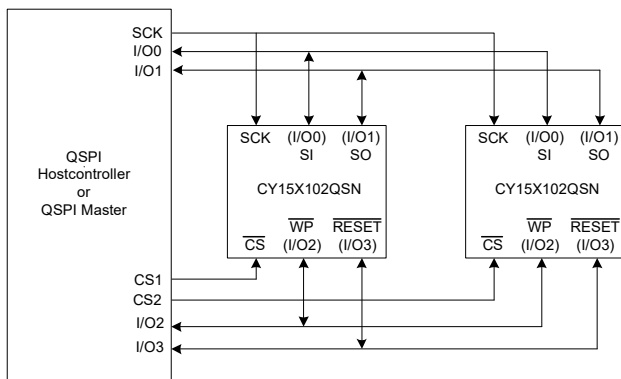 SCK
I/O0
I/O1
QSPI
Hostcontroller
or
QSPI Master
CS1
CS2
I/O2
I/O3
SCK (I/O0) (I/O1)
SI SO
CY15X102QSN
WP RESET
CS (I/O2) (I/O3)
SCK (I/O0) (I/O1)
SI SO
CY15X102QSN
WP RESET
CS (I/O2) (I/O3)